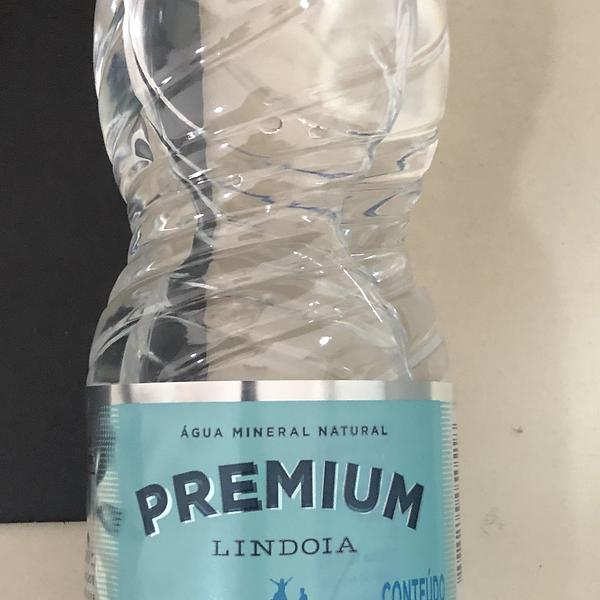 ÁGUA MINERAL NATURAL
PREMIUM
LINDOIA
CONTEÚDO